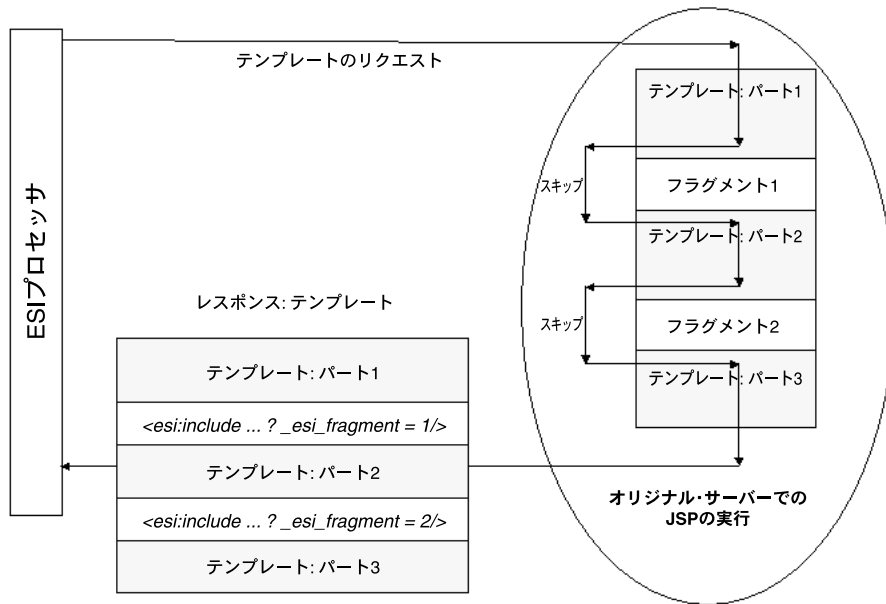 ESIプロセッサ
テンプレートのリクエスト
テンプレート: パート1
スキップ
フラグメント1
テンプレート: パート2
スキップ
フラグメント2
テンプレート: パート3
オリジナル・サーバーでの
JSPの実行
レスポンス: テンプレート
テンプレート: パート1
<esi:include ... ? _esi_fragment = 1/>
テンプレート: パート2
<esi:include ... ? _esi_fragment = 2/>
テンプレート: パート3